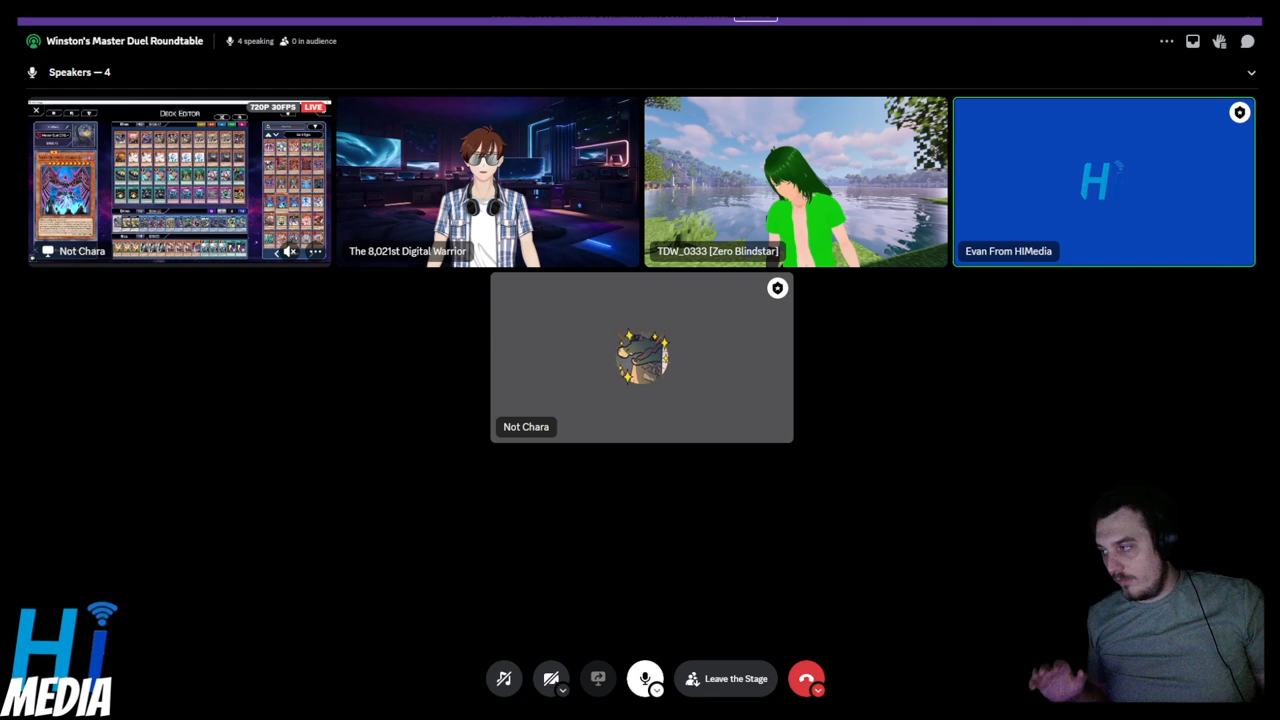 Winston's Master Duel Roundtable
4 speaking
0 in audience
Speakers — 4
720P 30FPS
LIVE
DECK EDITOR
Not Chara
The 8,021st Digital Warrior
TDW_0333 [Zero Blindstar]
Hi
Evan From HIMedia
Not Chara
Hi
MEDIA
Leave the Stage